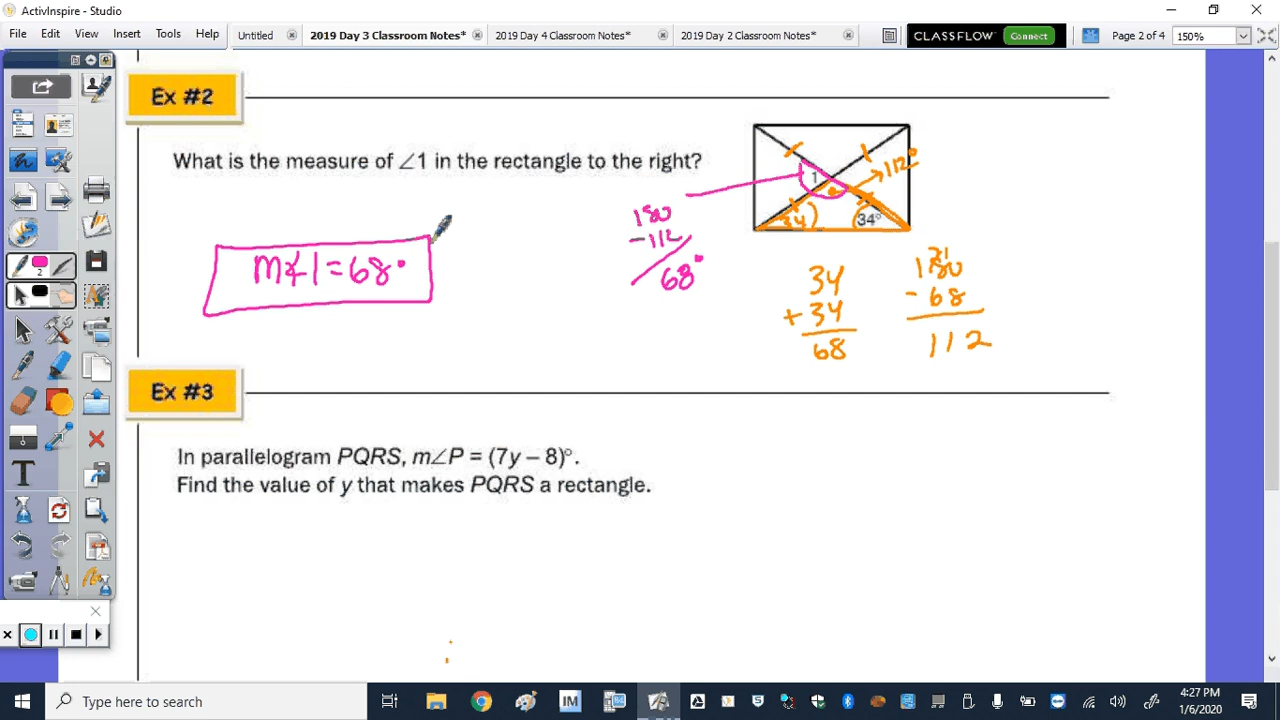 ActivInspire - Studio
File Edit View Insert Tools Help Untitled 2019 Day 3 Classroom Notes* 2019 Day 4 Classroom Notes* 2019 Day 2 Classroom Notes* CLASSFLOW Connect Page 2 of 4 150%
Ex #2
What is the measure of ∠1 in the rectangle to the right?
1
112°
34
34°
180
-112
68°
m∠1=68°
34
+34
68
180
-68
112
2
Ex #3
In parallelogram PQRS, m∠P = (7y – 8)°.
Find the value of y that makes PQRS a rectangle.
Type here to search
4:27 PM
1/6/2020